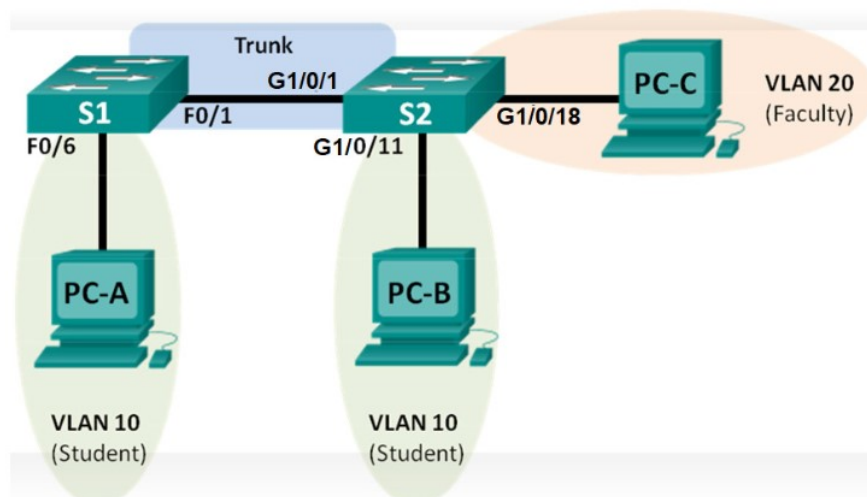 Trunk
G1/0/1
S1
F0/1
S2
G1/0/18
PC-C
VLAN 20
(Faculty)
F0/6
G1/0/11
PC-A
PC-B
VLAN 10
(Student)
VLAN 10
(Student)